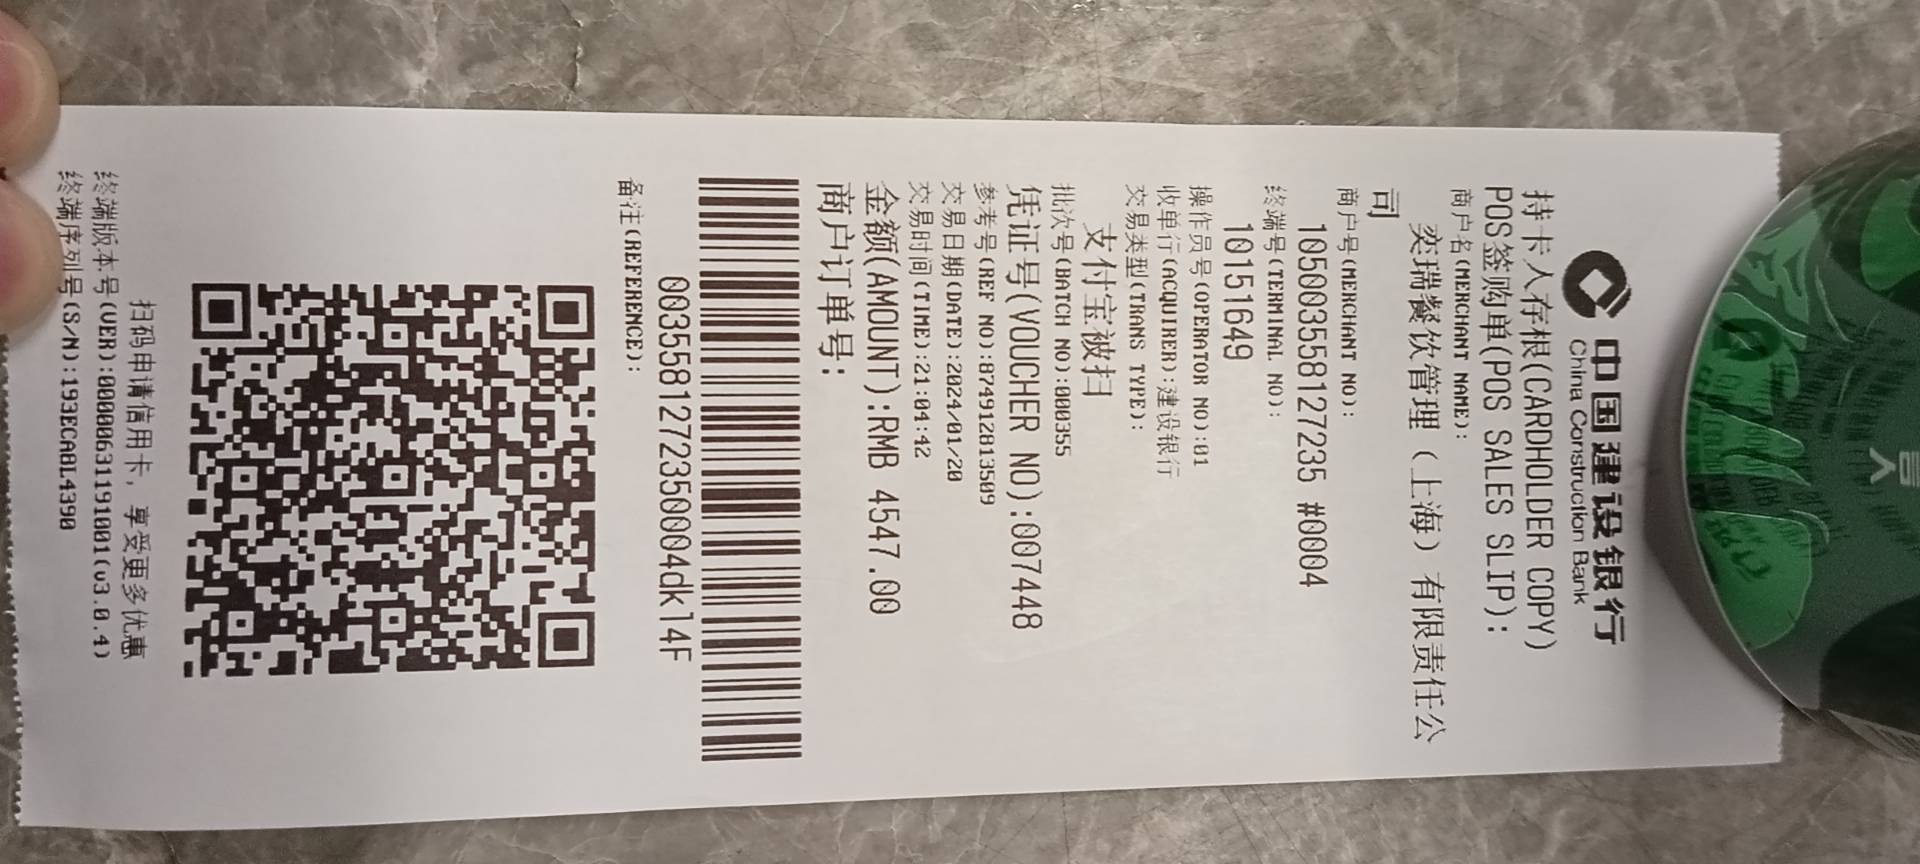 中国建设银行
China Construction Bank
持卡人存根(CARDHOLDER COPY)
POS签购单(POS SALES SLIP):
商户名(MERCHANT NAME):
奕瑞餐饮管理（上海）有限责任公
司
商户号(MERCHANT NO):
105003558127235 #0004
终端号(TERMINAL NO):
10151649
操作员号(OPERATOR NO):01
收单行(ACQUIRER):建设银行
交易类型(TRANS TYPE):
支付宝被扫
批次号(BATCH NO):000355
凭证号(VOUCHER NO):007448
参考号(REF NO):874912813509
交易日期(DATE):2024/01/20
交易时间(TIME):21:04:42
金额(AMOUNT):RMB 4547.00
商户订单号:
0035581272350004dkl4F
备注(REFERENCE):
扫码申请信用卡，享受更多优惠
终端版本号(VER):000006311191001(v3.0.4)
终端序列号(S/N):193ECA8L4390